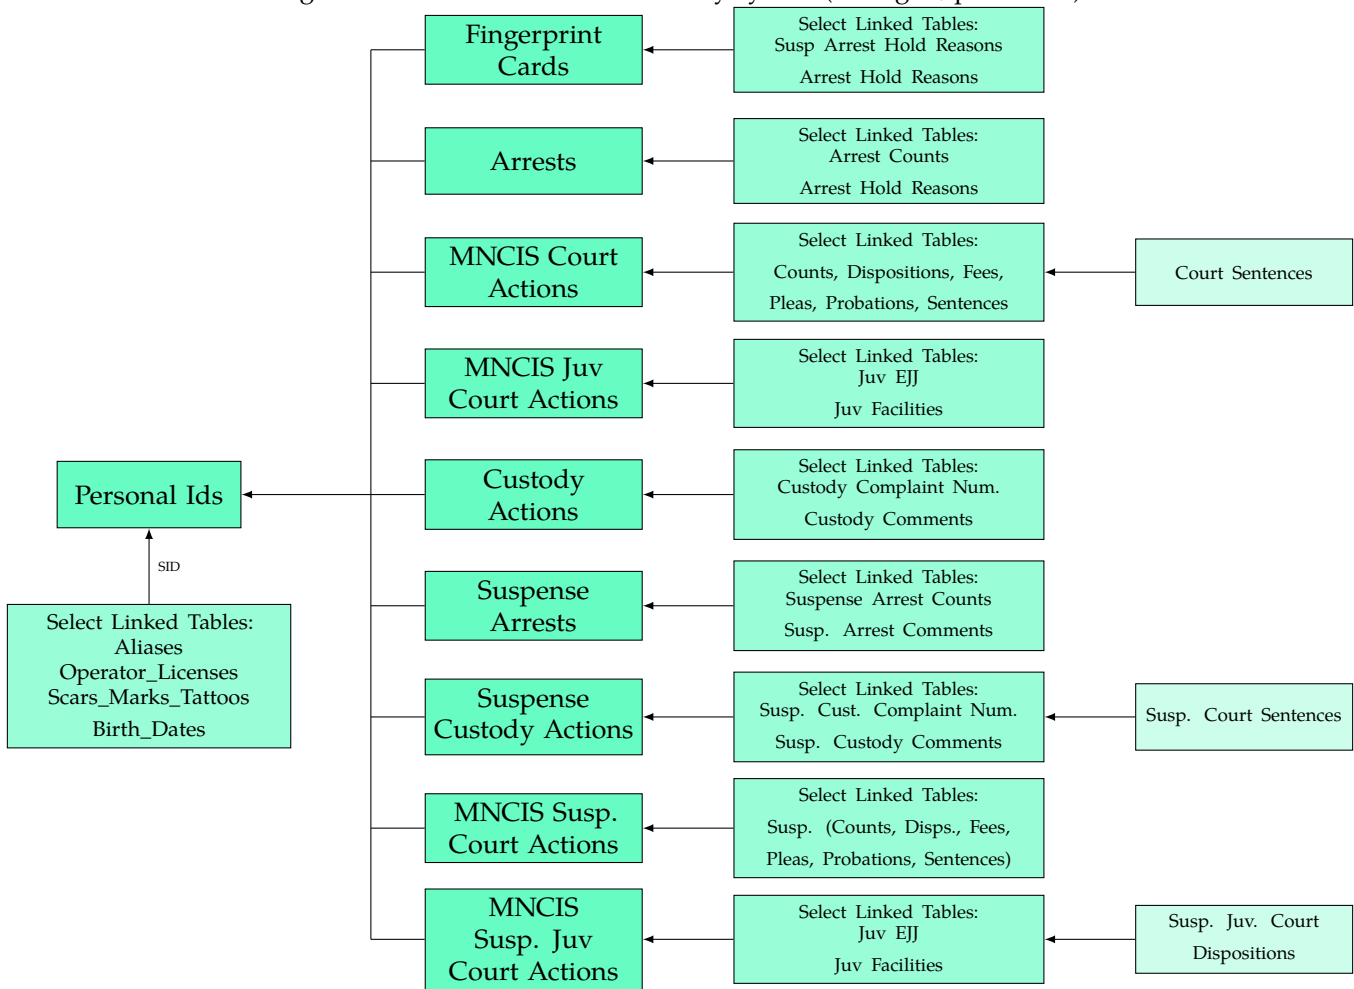 Fingerprint
Cards
Select Linked Tables:
Susp Arrest Hold Reasons
Arrest Hold Reasons
Arrests
Select Linked Tables:
Arrest Counts
Arrest Hold Reasons
MNCIS Court
Actions
Select Linked Tables:
Counts, Dispositions, Fees,
Pleas, Probations, Sentences
Court Sentences
MNCIS Juv
Court Actions
Select Linked Tables:
Juv EJJ
Juv Facilities
Personal Ids
Custody
Actions
Select Linked Tables:
Custody Complaint Num.
Custody Comments
SID
Select Linked Tables:
Aliases
Operator_Licenses
Scars_Marks_Tattoos
Birth_Dates
Suspense
Arrests
Select Linked Tables:
Suspense Arrest Counts
Susp. Arrest Comments
Suspense
Custody Actions
Select Linked Tables:
Susp. Cust. Complaint Num.
Susp. Custody Comments
Susp. Court Sentences
MNCIS Susp.
Court Actions
Select Linked Tables:
Susp. (Counts, Disps., Fees,
Pleas, Probations, Sentences)
MNCIS
Susp. Juv
Court Actions
Select Linked Tables:
Juv EJJ
Juv Facilities
Susp. Juv. Court
Dispositions